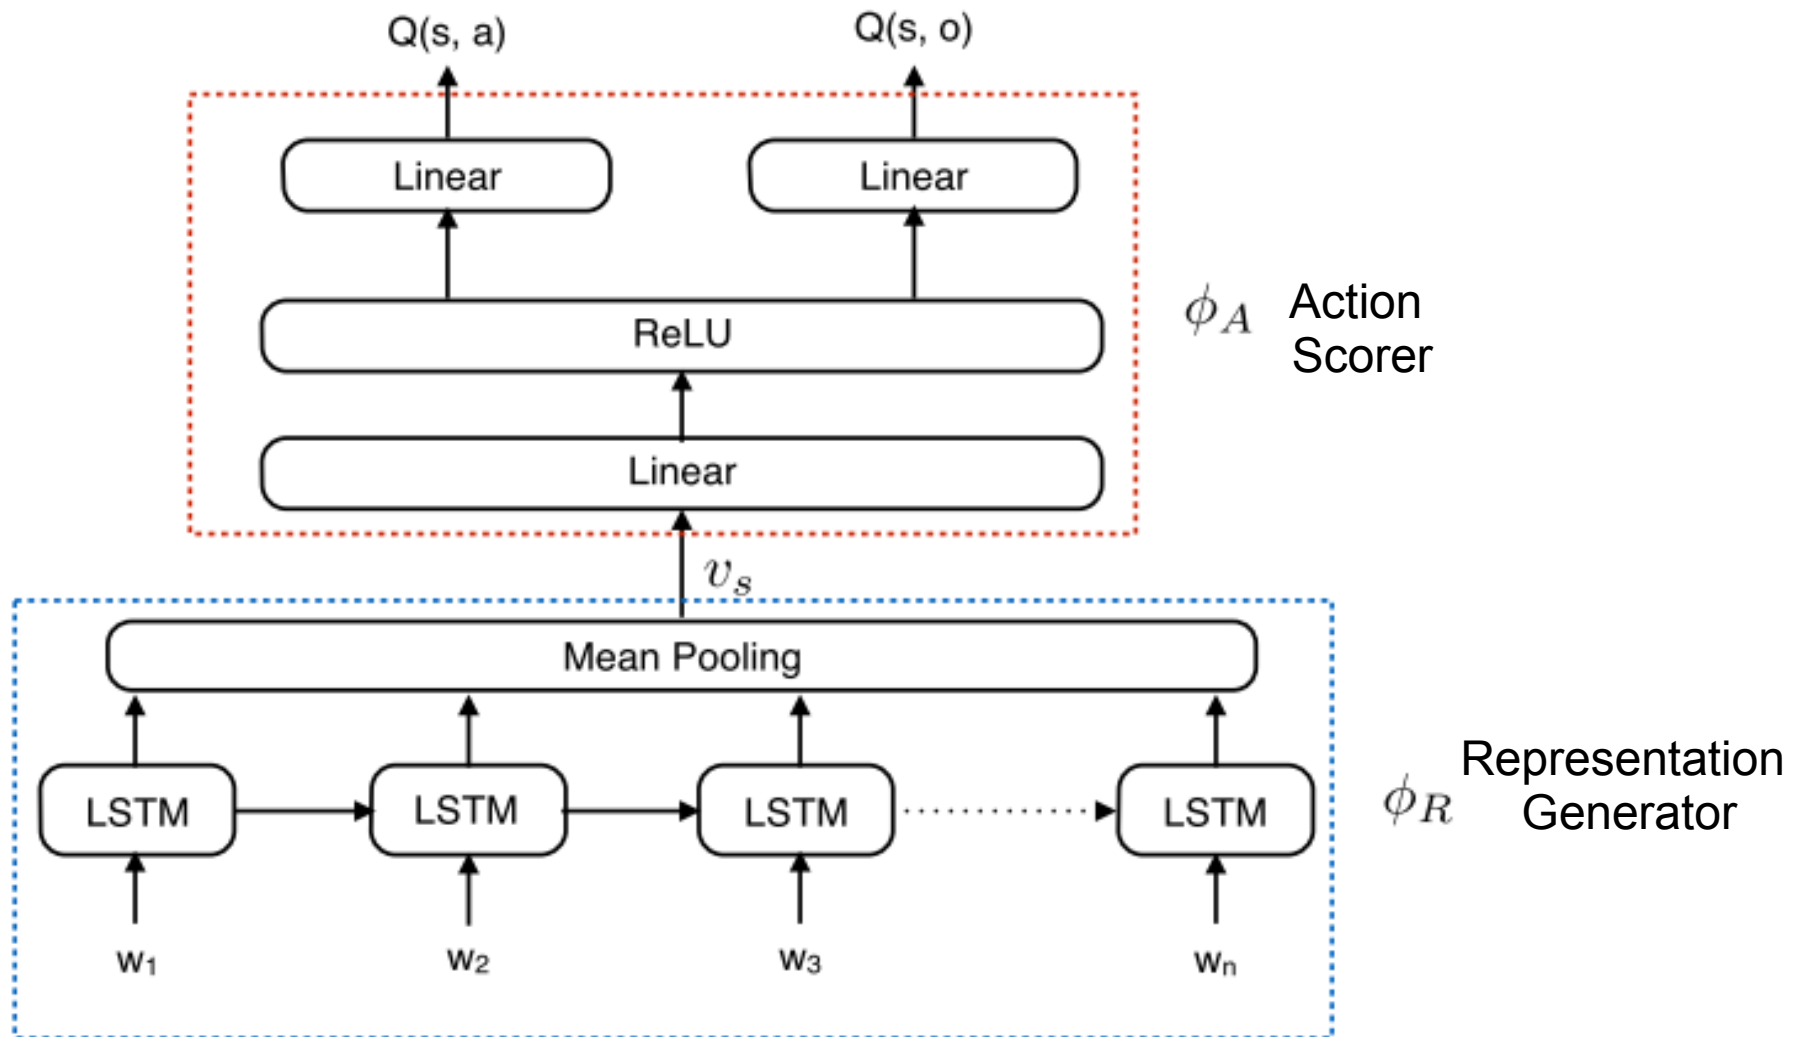 Q(s, a)
Q(s, o)
Linear
Linear
ReLU
ϕA Action
Scorer
Linear
vs
Mean Pooling
LSTM
LSTM
LSTM
LSTM
ϕR Representation
Generator
w1
w2
w3
wn